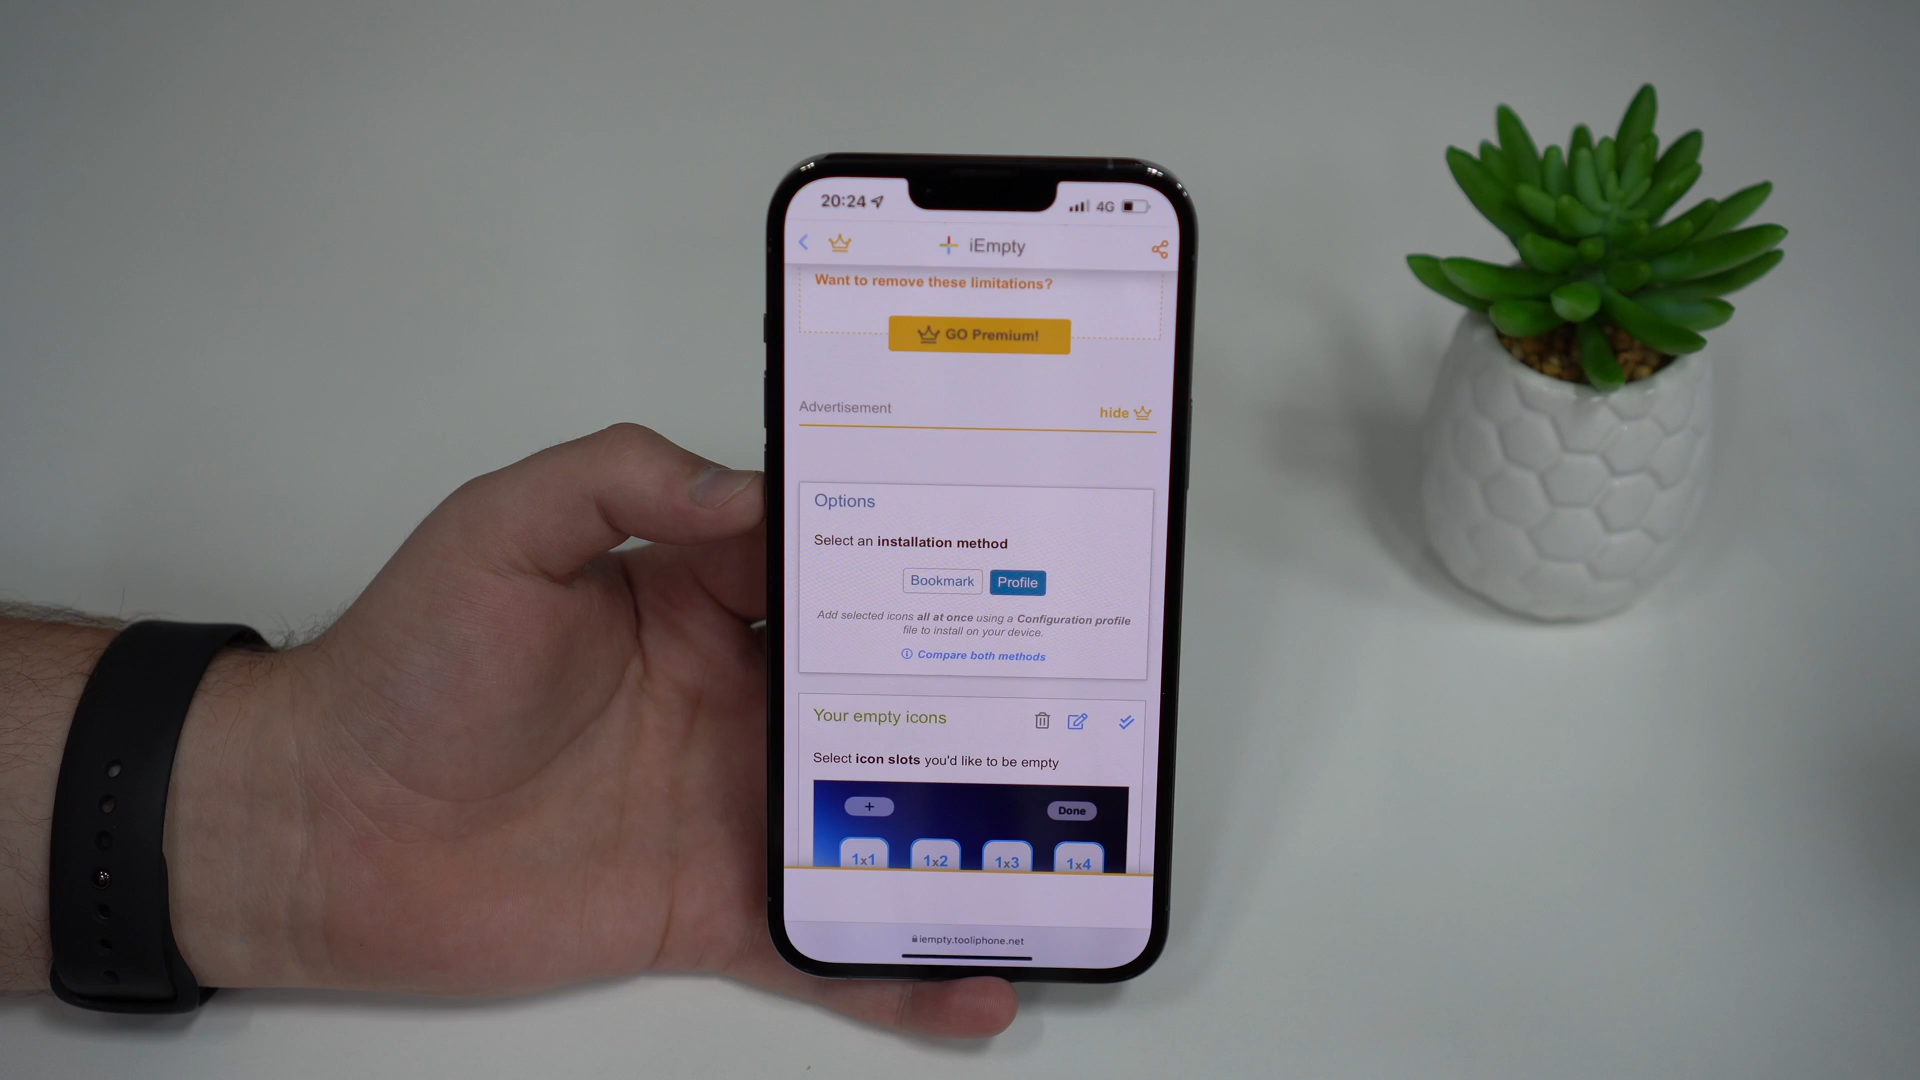 20:24
4G
iEmpty
Want to remove these limitations?
GO Premium!
Advertisement
hide
Options
Select an installation method
Bookmark
Profile
Add selected icons all at once using a Configuration profile
file to install on your device.
Compare both methods
Your empty icons
Select icon slots you'd like to be empty
+
Done
1x1
1x2
1x3
1x4
iempty.tooliphone.net